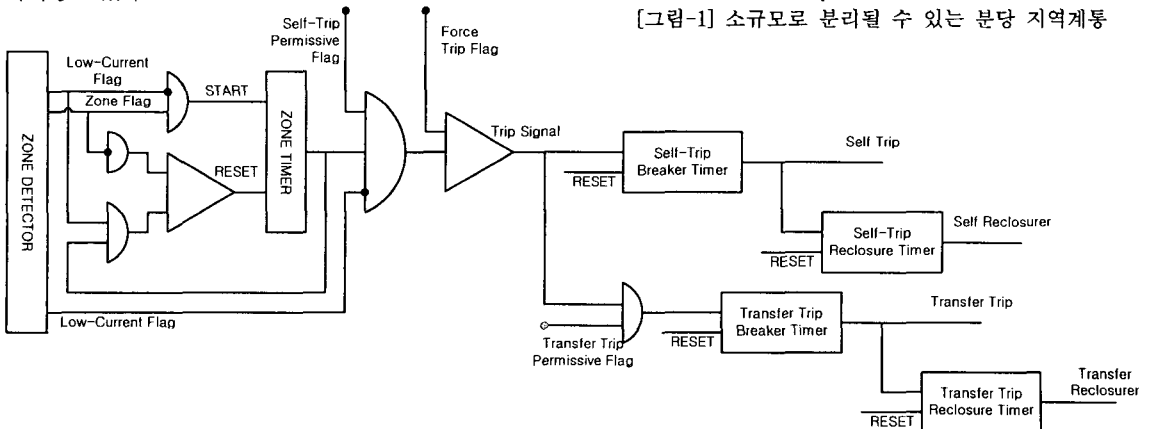 [그림-1] 소규모로 분리될 수 있는 분당 지역계통
Self-Trip
Permissive
Flag
Force
Trip Flag
Low-Current
Flag
Zone Flag
START
ZONE DETECTOR
ZONE TIMER
RESET
Trip Signal
Self-Trip
Breaker Timer
RESET
Self Trip
Self-Trip
Reclosure Timer
RESET
Self Reclosurer
Low-Current Flag
Transfer Trip
Permissive Flag
Transfer Trip
Breaker Timer
RESET
Transfer Trip
Transfer Trip
Reclosure Timer
RESET
Transfer
Reclosurer